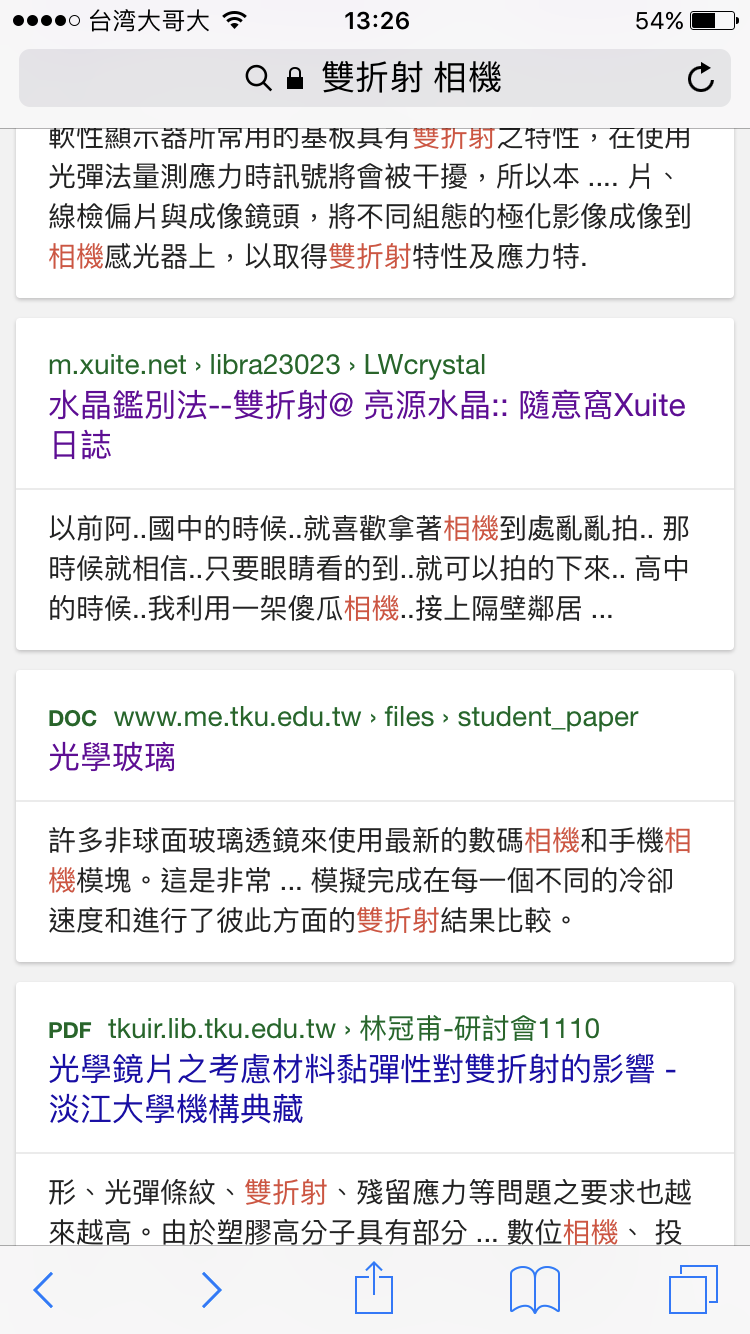 台湾大哥大 13:26 54%
雙折射 相機
軟性顯示器所常用的基板具有雙折射之特性，在使用
光彈法量測應力時訊號將會被干擾，所以本 .... 片、
線檢偏片與成像鏡頭，將不同組態的極化影像成像到
相機感光器上，以取得雙折射特性及應力特.
m.xuite.net › libra23023 › LWcrystal
水晶鑑別法--雙折射@ 亮源水晶:: 隨意窩Xuite
日誌
以前阿..國中的時候..就喜歡拿著相機到處亂亂拍.. 那
時候就相信..只要眼睛看的到..就可以拍的下來.. 高中
的時候..我利用一架傻瓜相機..接上隔壁鄰居 ...
DOC www.me.tku.edu.tw › files › student_paper
光學玻璃
許多非球面玻璃透鏡來使用最新的數碼相機和手機相
機模塊。這是非常 ... 模擬完成在每一個不同的冷卻
速度和進行了彼此方面的雙折射結果比較。
PDF tkuir.lib.tku.edu.tw › 林冠甫-研討會1110
光學鏡片之考慮材料黏彈性對雙折射的影響 -
淡江大學機構典藏
形、光彈條紋、雙折射、殘留應力等問題之要求也越
來越高。由於塑膠高分子具有部分 ... 數位相機、 投